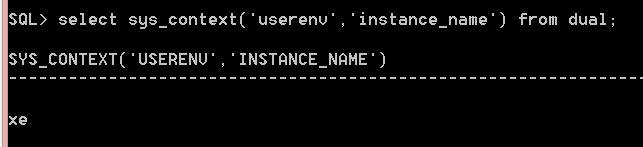 SQL> select sys_context('userenv','instance_name') from dual;
SYS_CONTEXT('USERENV','INSTANCE_NAME')
--------------------------------------------------------------------------------
xe